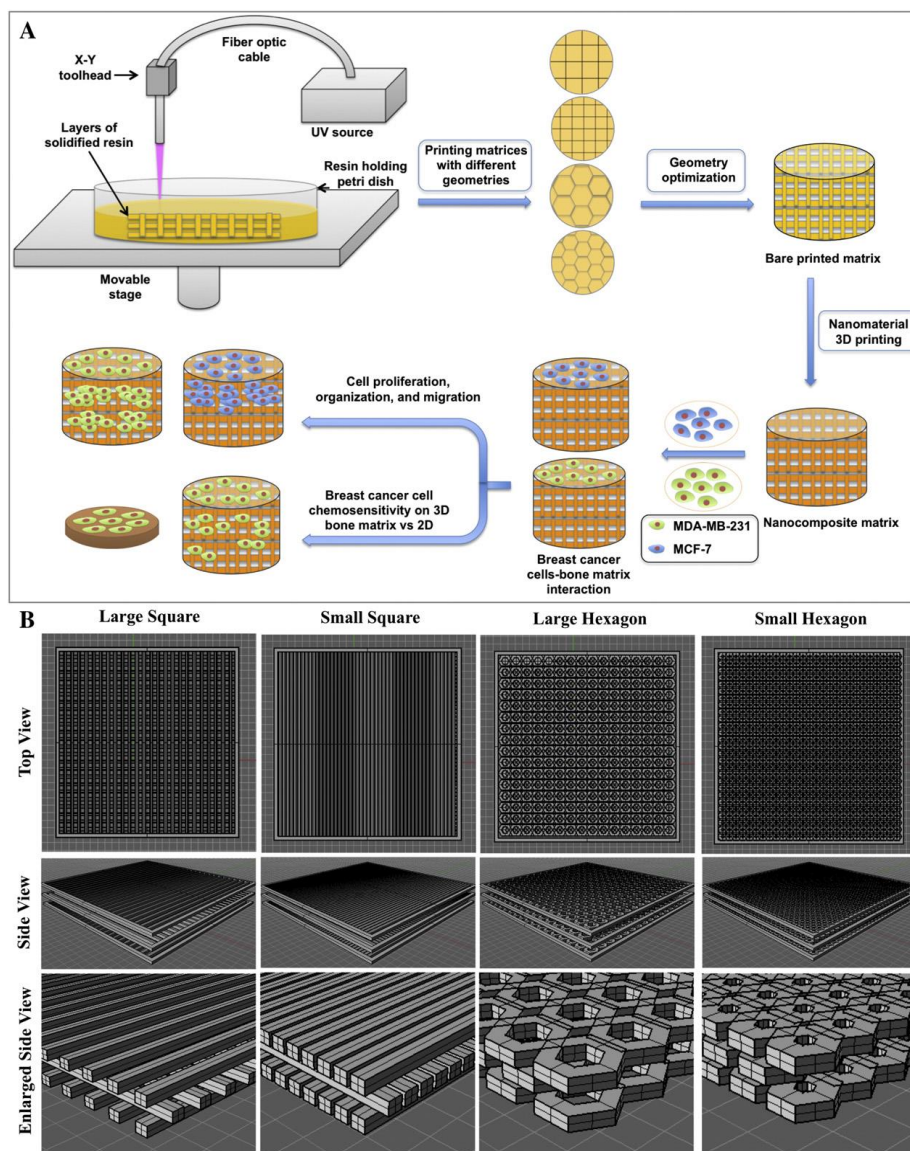 A
X-Y
toolhead
Fiber optic
cable
UV source
Layers of
solidified resin
Resin holding
petri dish
Movable
stage
Printing matrices
with different
geometries
Geometry
optimization
Bare printed matrix
Nanomaterial
3D printing
Cell proliferation,
organization, and migration
Breast cancer cell
chemosensitivity on 3D
bone matrix vs 2D
Breast cancer
cells-bone matrix
interaction
MDA-MB-231
MCF-7
Nanocomposite matrix
B
Large Square
Small Square
Large Hexagon
Small Hexagon
Top View
Side View
Enlarged Side View